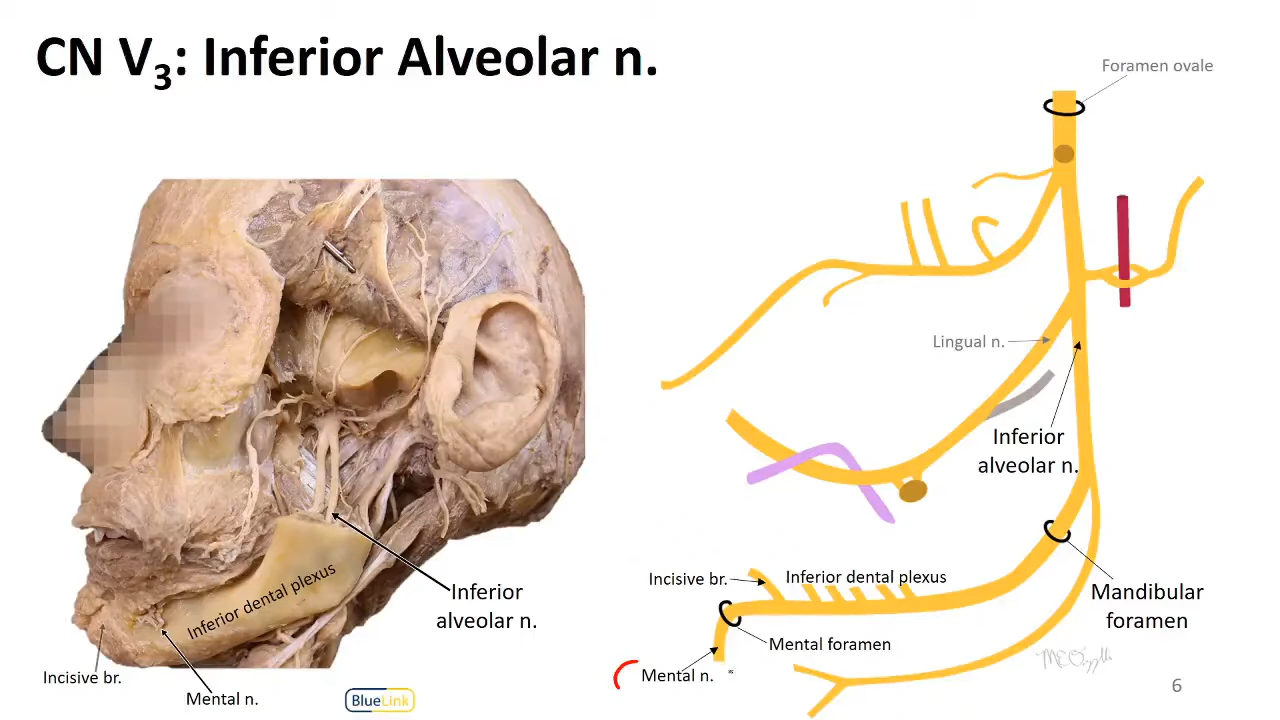 CN V3: Inferior Alveolar n.
Foramen ovale
Lingual n.
Inferior
alveolar n.
Incisive br.
Inferior dental plexus
Mandibular
foramen
Mental foramen
Mental n.
Inferior dental plexus
Inferior
alveolar n.
Incisive br.
Mental n.
BlueLink
6